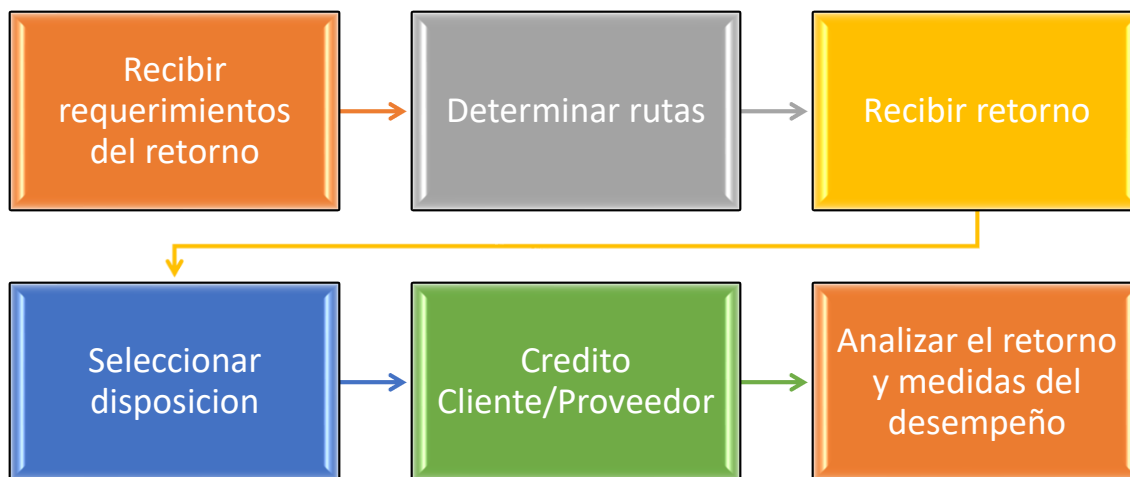 Recibir
requerimientos
del retorno
Determinar rutas
Recibir retorno
Seleccionar
disposicion
Credito
Cliente/Proveedor
Analizar el retorno
y medidas del
desempeño